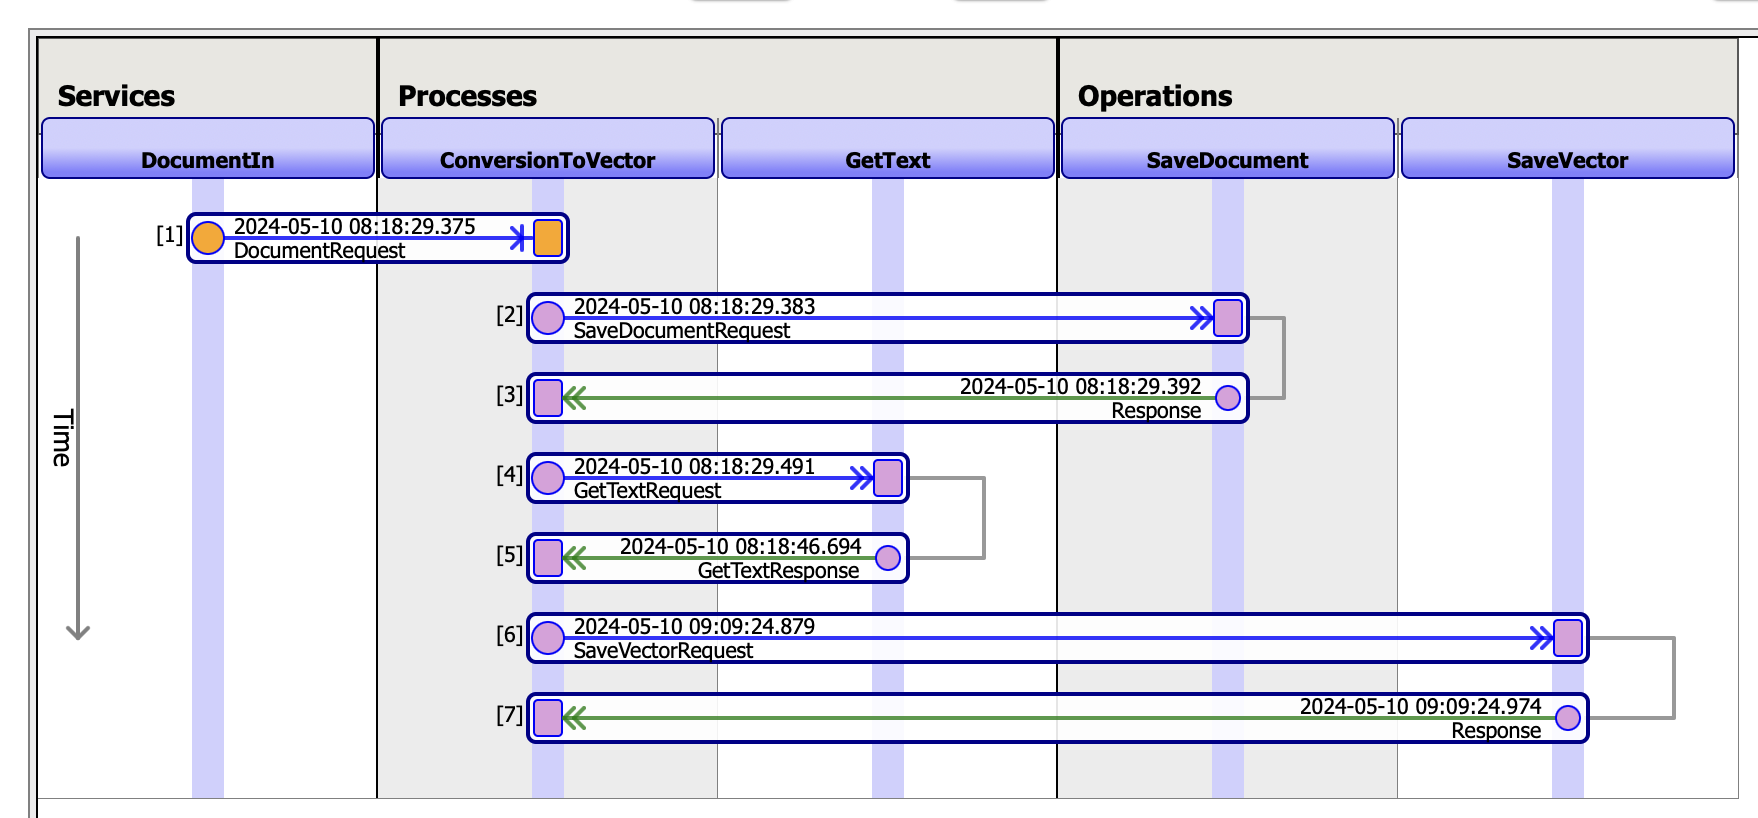 Services
Processes
Operations
DocumentIn
ConversionToVector
GetText
SaveDocument
SaveVector
[1]
2024-05-10 08:18:29.375
DocumentRequest
[2]
2024-05-10 08:18:29.383
SaveDocumentRequest
[3]
2024-05-10 08:18:29.392
Response
Time
[4]
2024-05-10 08:18:29.491
GetTextRequest
[5]
2024-05-10 08:18:46.694
GetTextResponse
[6]
2024-05-10 09:09:24.879
SaveVectorRequest
[7]
2024-05-10 09:09:24.974
Response